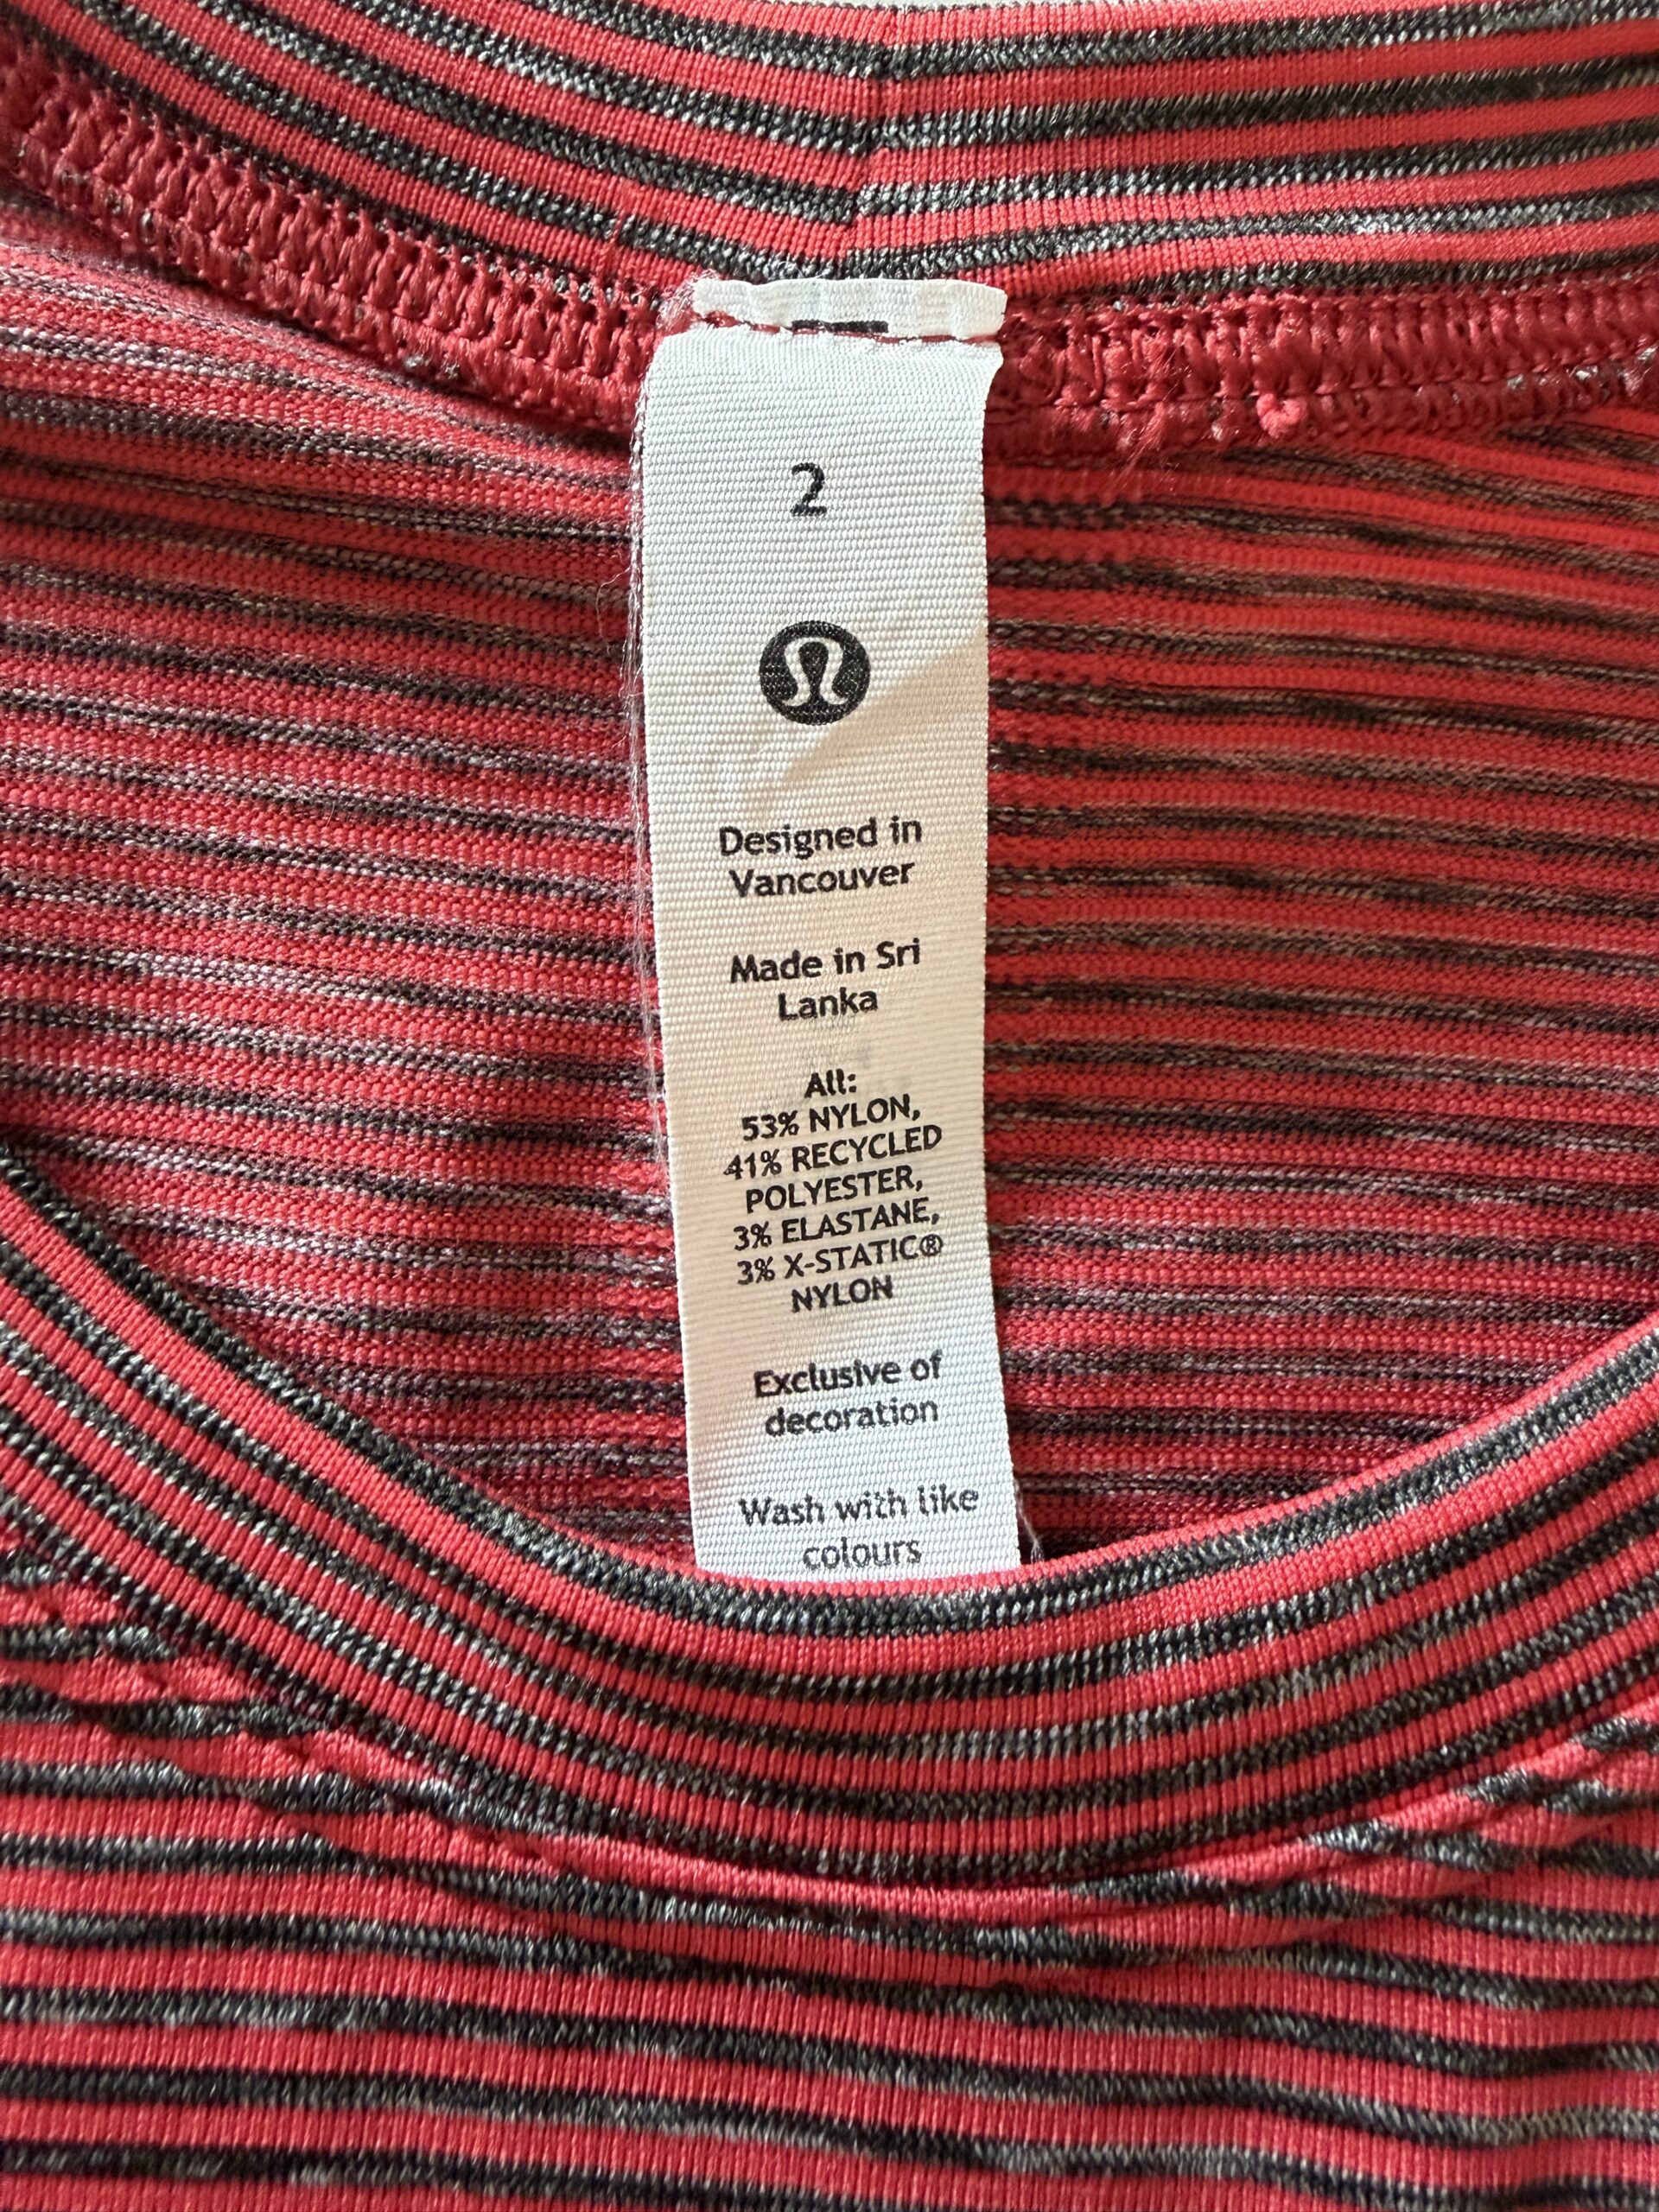 2
Designed in
Vancouver
Made in Sri
Lanka
All:
53% NYLON,
41% RECYCLED
POLYESTER,
3% ELASTANE,
3% X-STATIC®
NYLON
Exclusive of
decoration
Wash with like
colours